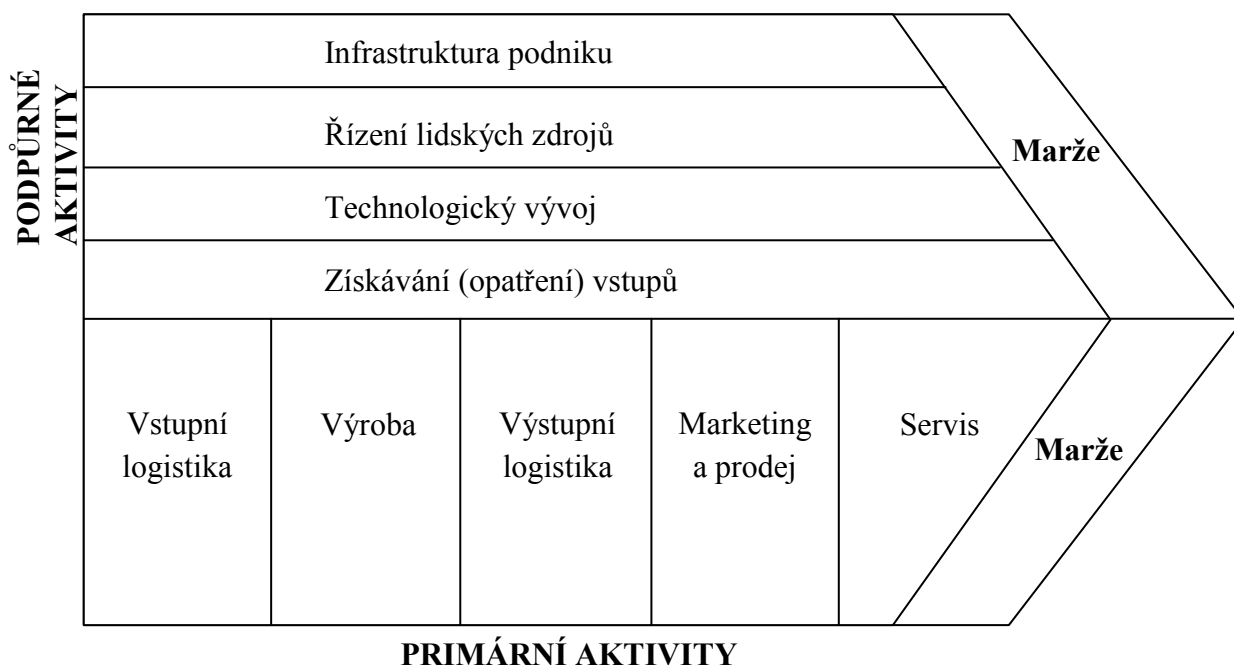 PODPŮRNÉ
AKTIVITY
Infrastruktura podniku
Řízení lidských zdrojů
Technologický vývoj
Získávání (opatření) vstupů
Marže
Vstupní
logistika
Výroba
Výstupní
logistika
Marketing
a prodej
Servis
Marže
PRIMÁRNÍ AKTIVITY